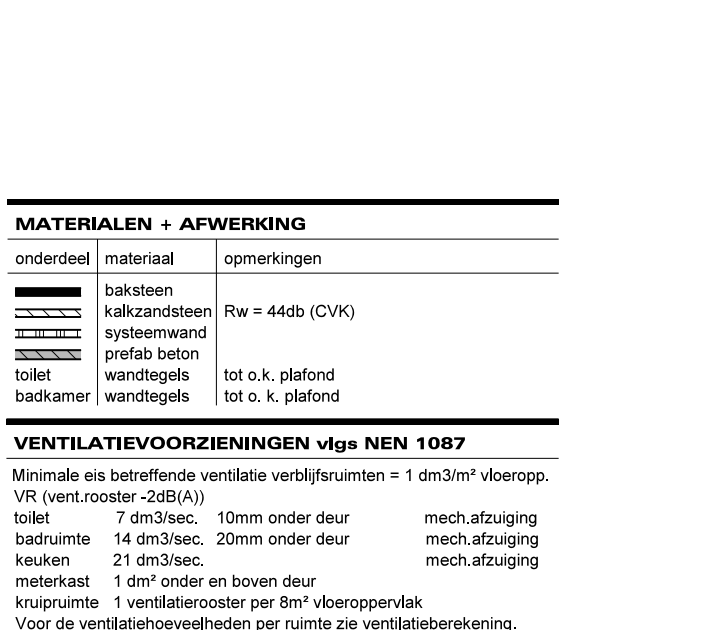 MATERIALEN + AFWERKING
onderdeel materiaal opmerkingen
baksteen
kalkzandsteen Rw = 44db (CVK)
systeemwand
prefab beton
toilet wandtegels tot o.k. plafond
badkamer wandtegels tot o. k. plafond
VENTILATIEVOORZIENINGEN vlgs NEN 1087
Minimale eis betreffende ventilatie verblijfsruimten = 1 dm3/m² vloeropp.
VR (vent.rooster -2dB(A))
toilet 7 dm3/sec. 10mm onder deur mech.afzuiging
badruimte 14 dm3/sec. 20mm onder deur mech.afzuiging
keuken 21 dm3/sec. mech.afzuiging
meterkast 1 dm² onder en boven deur
kruipruimte 1 ventilatierooster per 8m² vloeroppervlak
Voor de ventilatiehoeveelheden per ruimte zie ventilatieberekening.